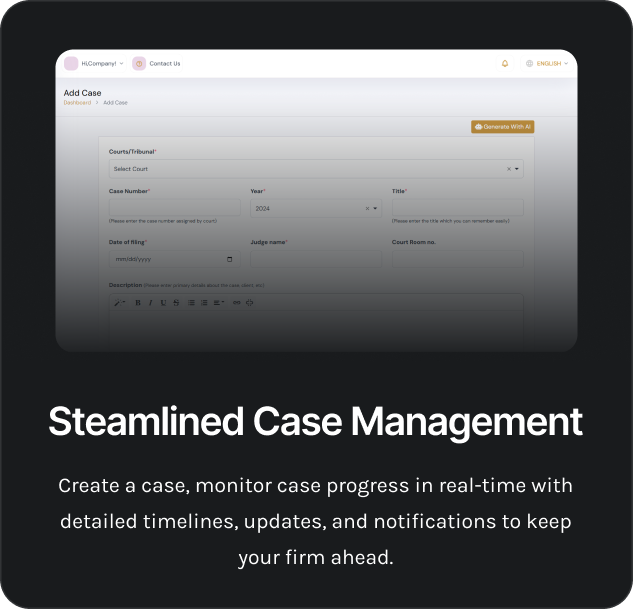 Hi,Company!
Contact Us
ENGLISH
Add Case
Dashboard > Add Case
Generate With AI
Courts/Tribunal*
Select Court
Case Number* Year* Title*
2024
(Please enter the case number assigned by court) (Please enter the title which you can remember easily)
Date of filing* Judge name* Court Room no.
mm/dd/yyyy
Description (Please enter primary details about the case, client, etc)
B I U S
Steamlined Case Management
Create a case, monitor case progress in real-time with
detailed timelines, updates, and notifications to keep
your firm ahead.